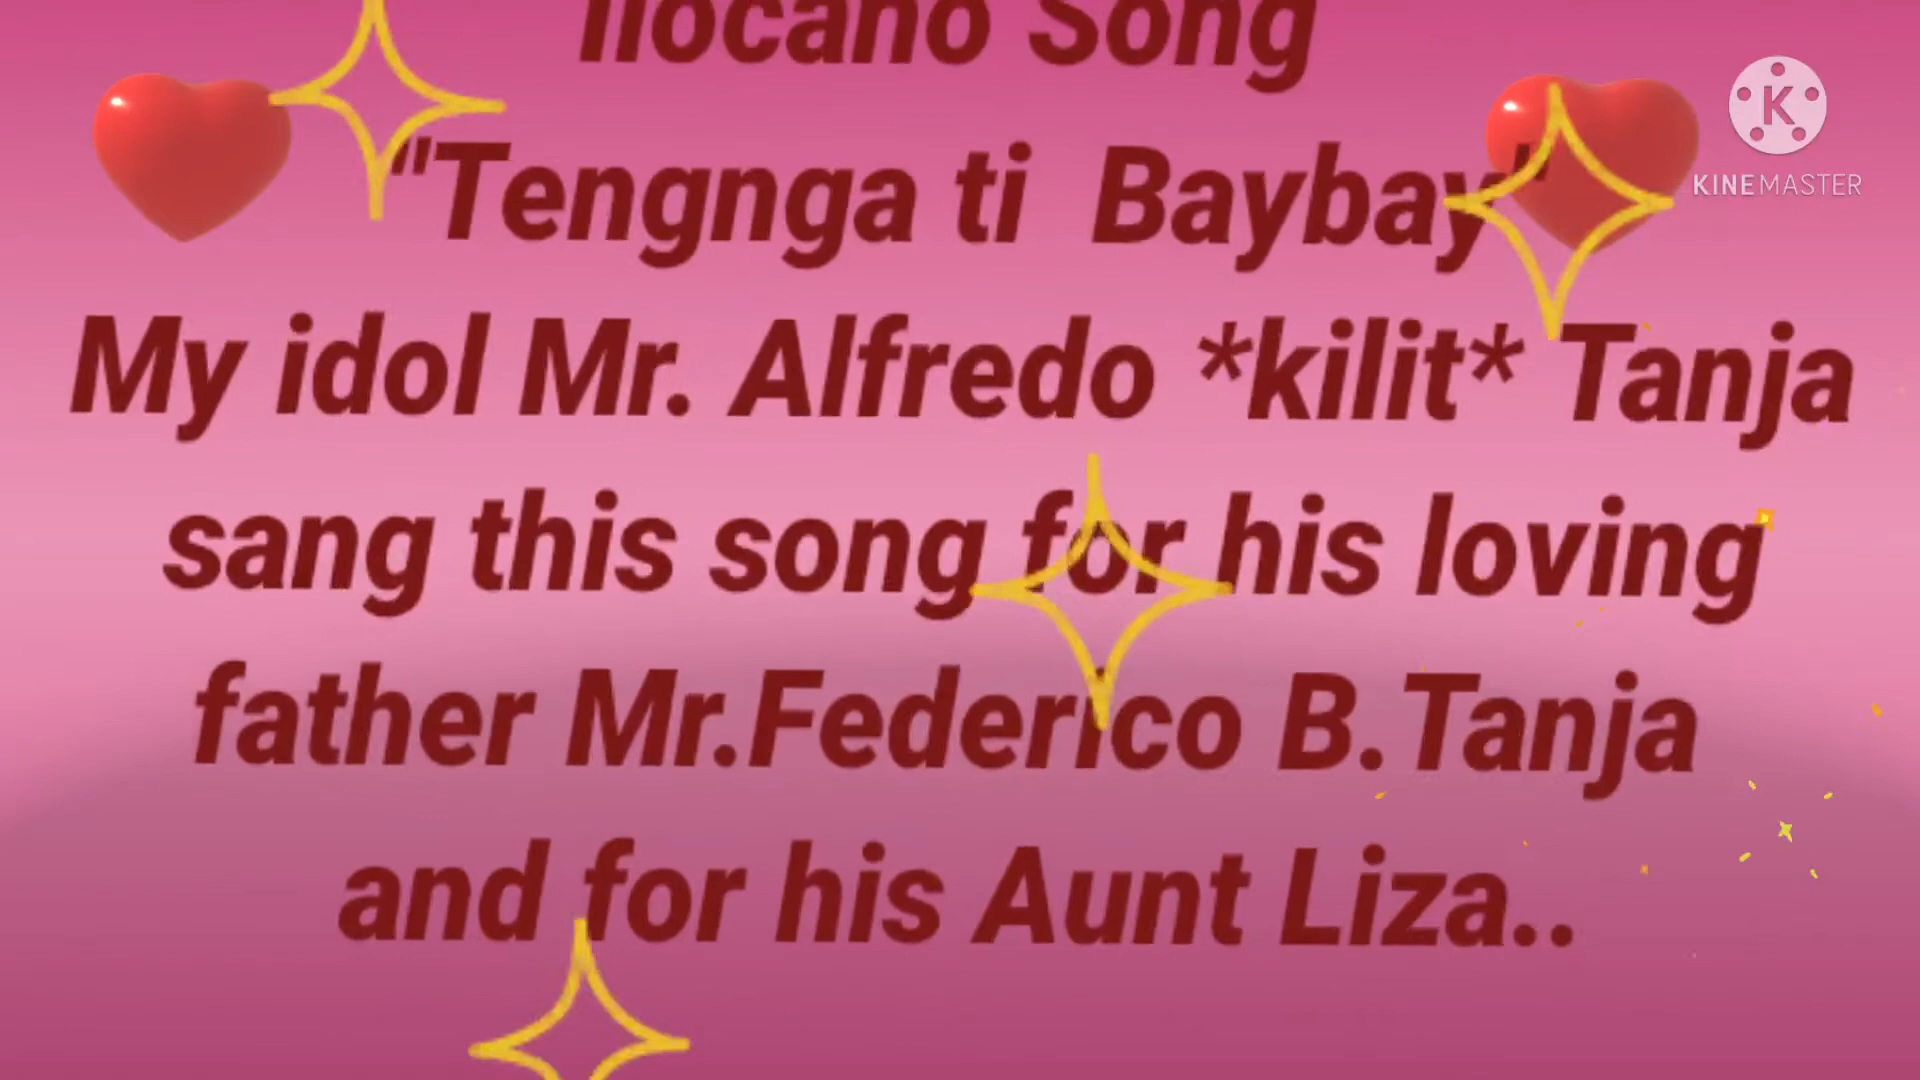 Ilocano Song
"Tengnga ti Baybay"
KINEMASTER
My idol Mr. Alfredo *kilit* Tanja
sang this song for his loving
father Mr.Federico B.Tanja
and for his Aunt Liza..